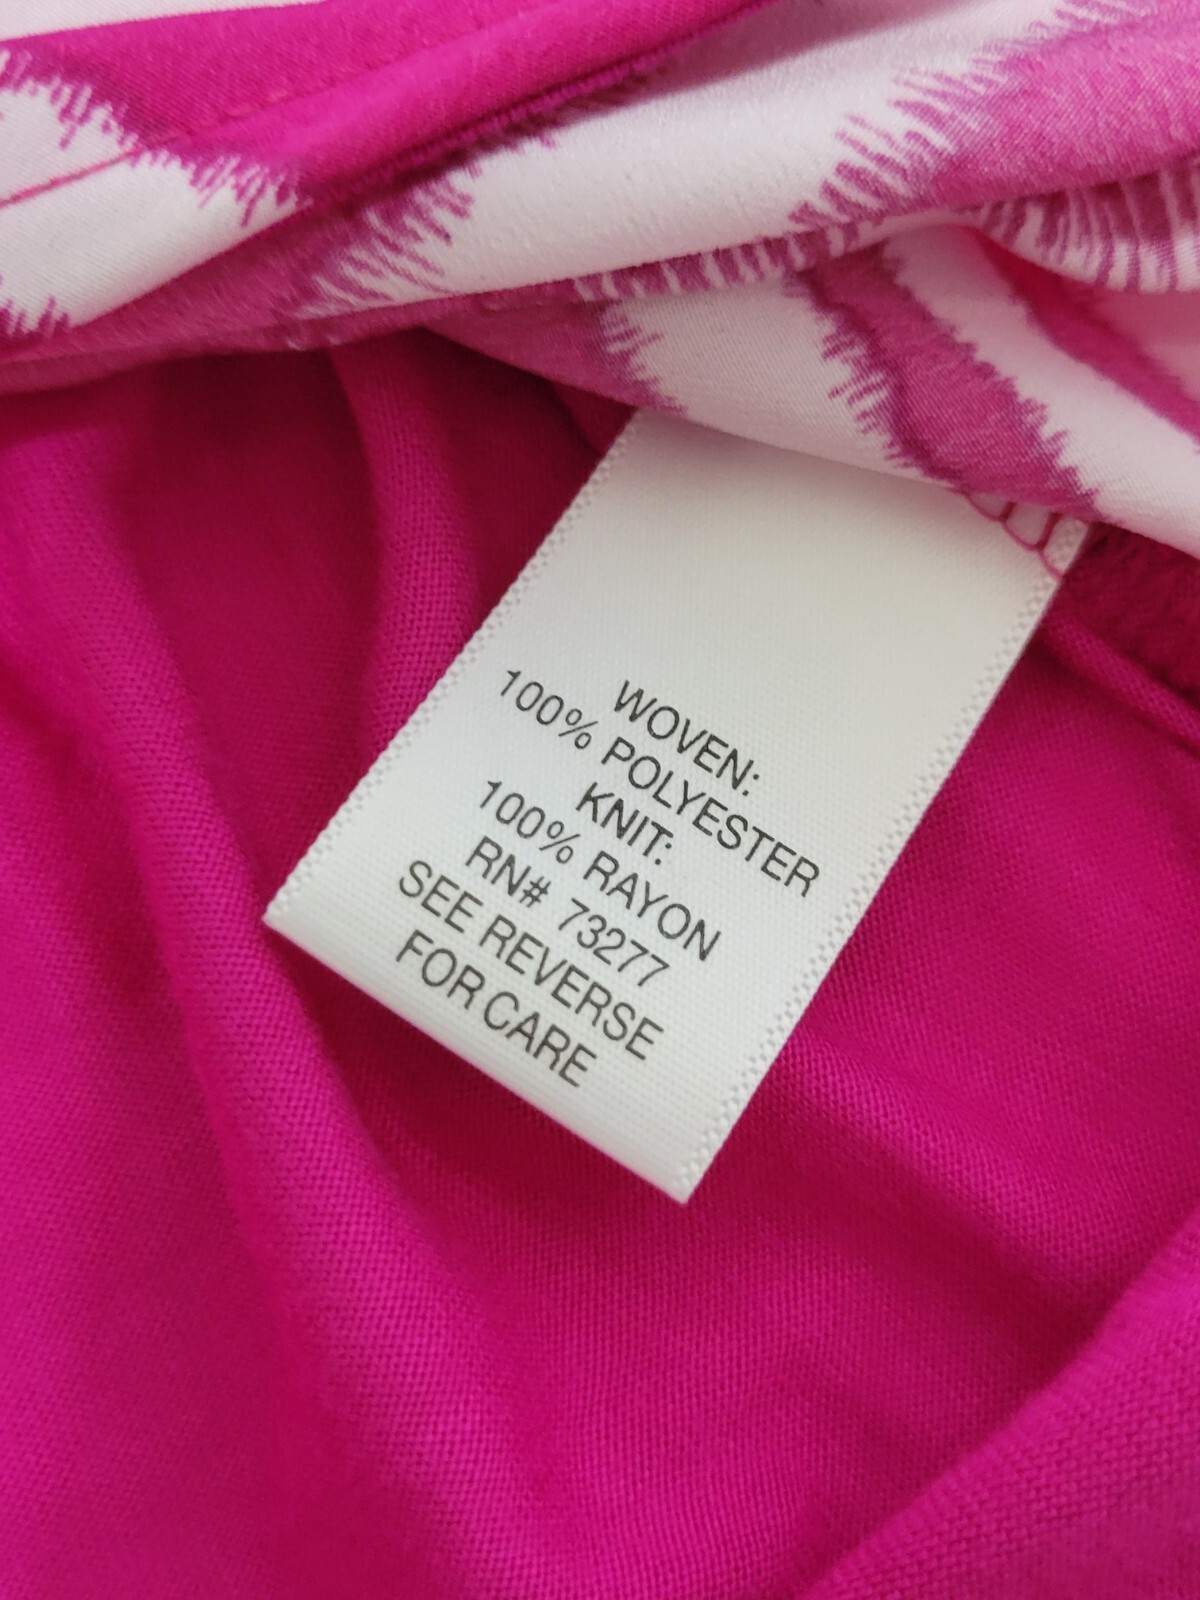 WOVEN:
100% POLYESTER
KNIT:
100% RAYON
RN# 73277
SEE REVERSE
FOR CARE